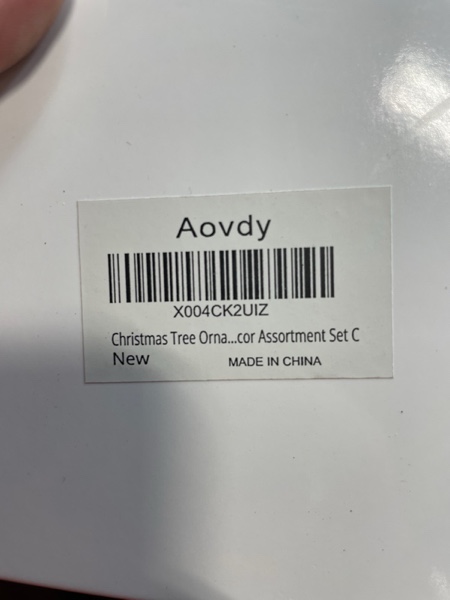 Aovdy
X004CK2UIZ
Christmas Tree Orna...cor Assortment Set C
New
MADE IN CHINA